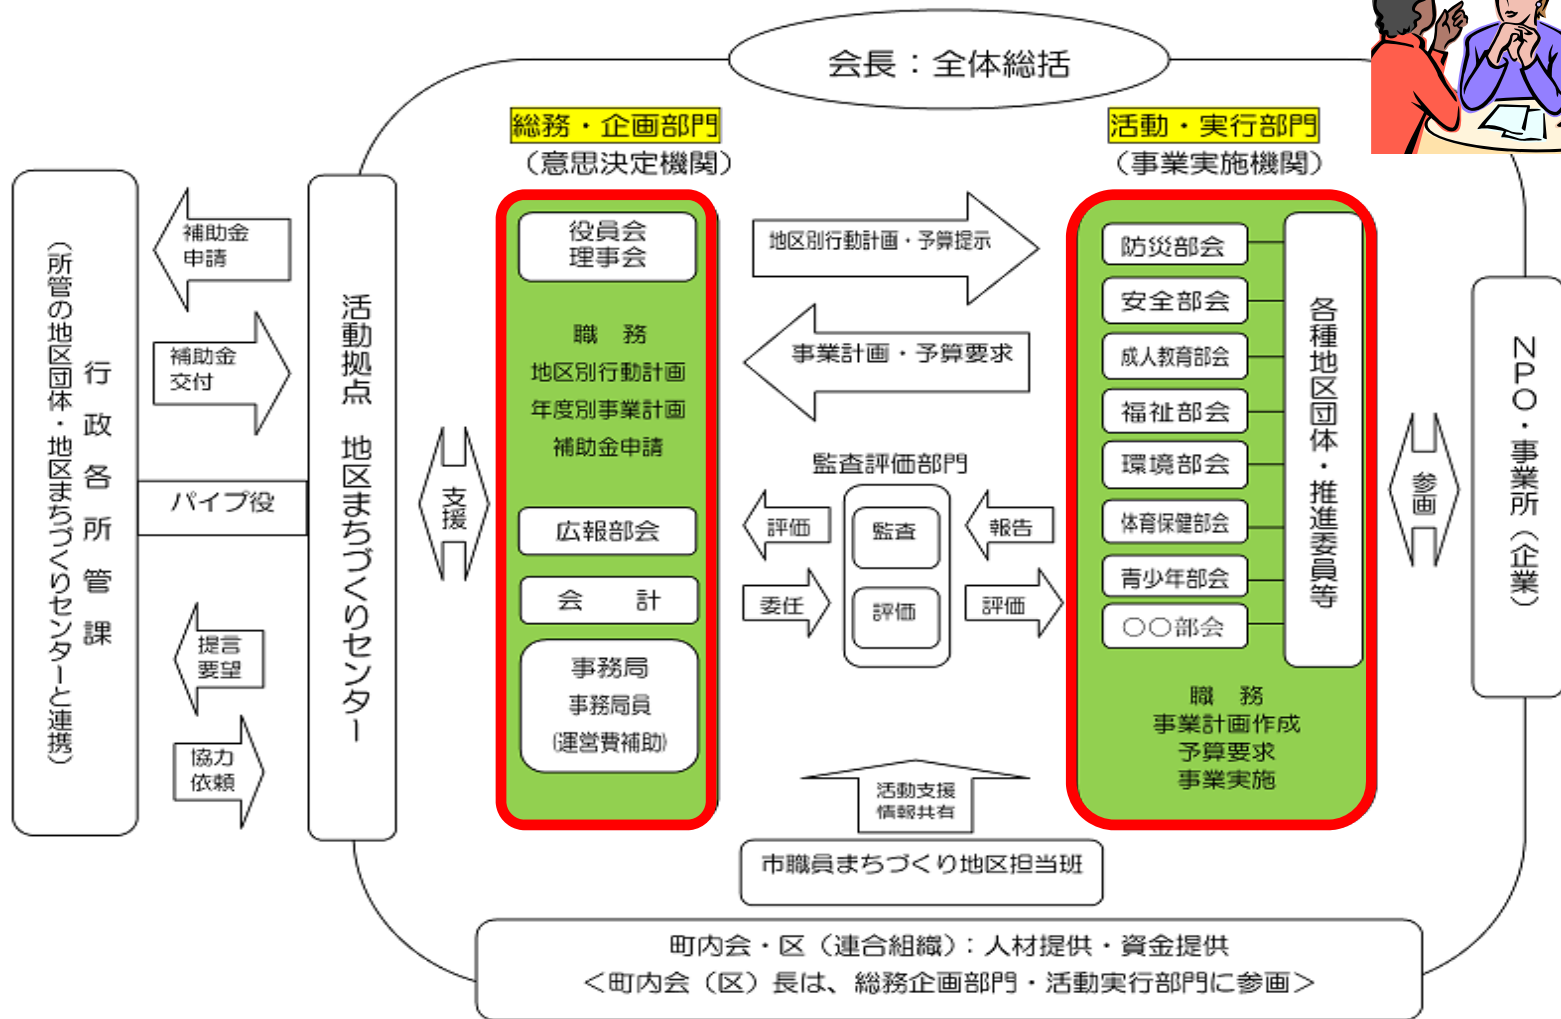 会長：全体総括
総務・企画部門
（意思決定機関）
活動・実行部門
（事業実施機関）
行政各所管課
（所管の地区団体・地区まちづくりセンターと連携）
補助金
申請
補助金
交付
パイプ役
提言
要望
協力
依頼
活動拠点　地区まちづくりセンター
支援
役員会
理事会
職　務
地区別行動計画
年度別事業計画
補助金申請
広報部会
会　　計
事務局
事務局員
(運営費補助)
地区別行動計画・予算提示
事業計画・予算要求
監査評価部門
評価
委任
監査
評価
報告
評価
活動支援
情報共有
市職員まちづくり地区担当班
防災部会
安全部会
成人教育部会
福祉部会
環境部会
体育保健部会
青少年部会
〇〇部会
各種地区団体・推進委員等
職　務
事業計画作成
予算要求
事業実施
参画
ＮＰＯ・事業所（企業）
町内会・区（連合組織）：人材提供・資金提供
＜町内会（区）長は、総務企画部門・活動実行部門に参画＞